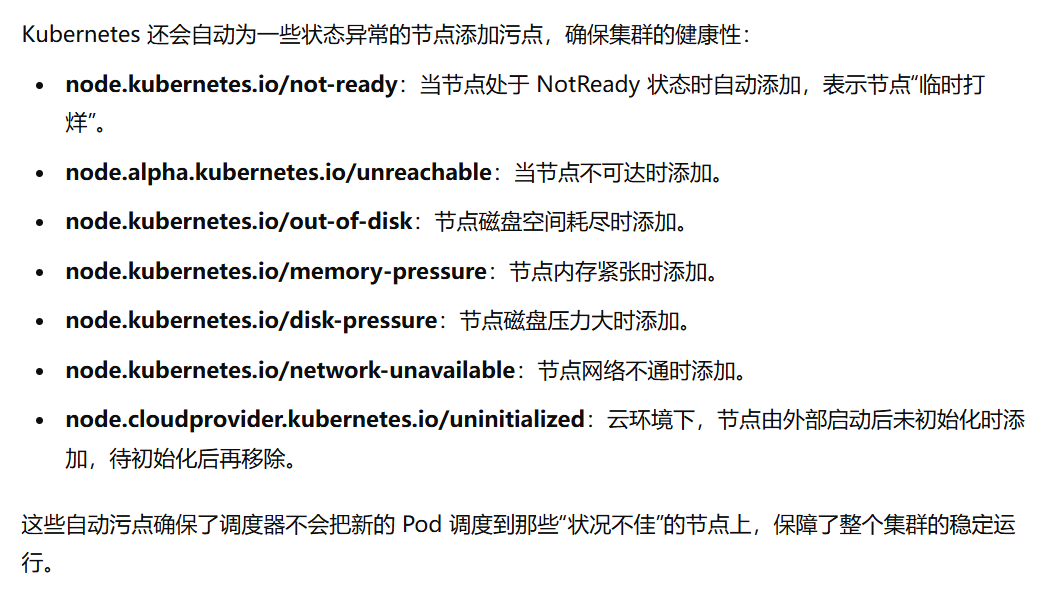 Kubernetes 还会自动为一些状态异常的节点添加污点，确保集群的健康性：
• node.kubernetes.io/not-ready：当节点处于 NotReady 状态时自动添加，表示节点“临时打
烊”。
• node.alpha.kubernetes.io/unreachable：当节点不可达时添加。
• node.kubernetes.io/out-of-disk：节点磁盘空间耗尽时添加。
• node.kubernetes.io/memory-pressure：节点内存紧张时添加。
• node.kubernetes.io/disk-pressure：节点磁盘压力大时添加。
• node.kubernetes.io/network-unavailable：节点网络不通时添加。
• node.cloudprovider.kubernetes.io/uninitialized：云环境下，节点由外部启动后未初始化时添
加，待初始化后再移除。
这些自动污点确保了调度器不会把新的 Pod 调度到那些“状况不佳”的节点上，保障了整个集群的稳定运
行。